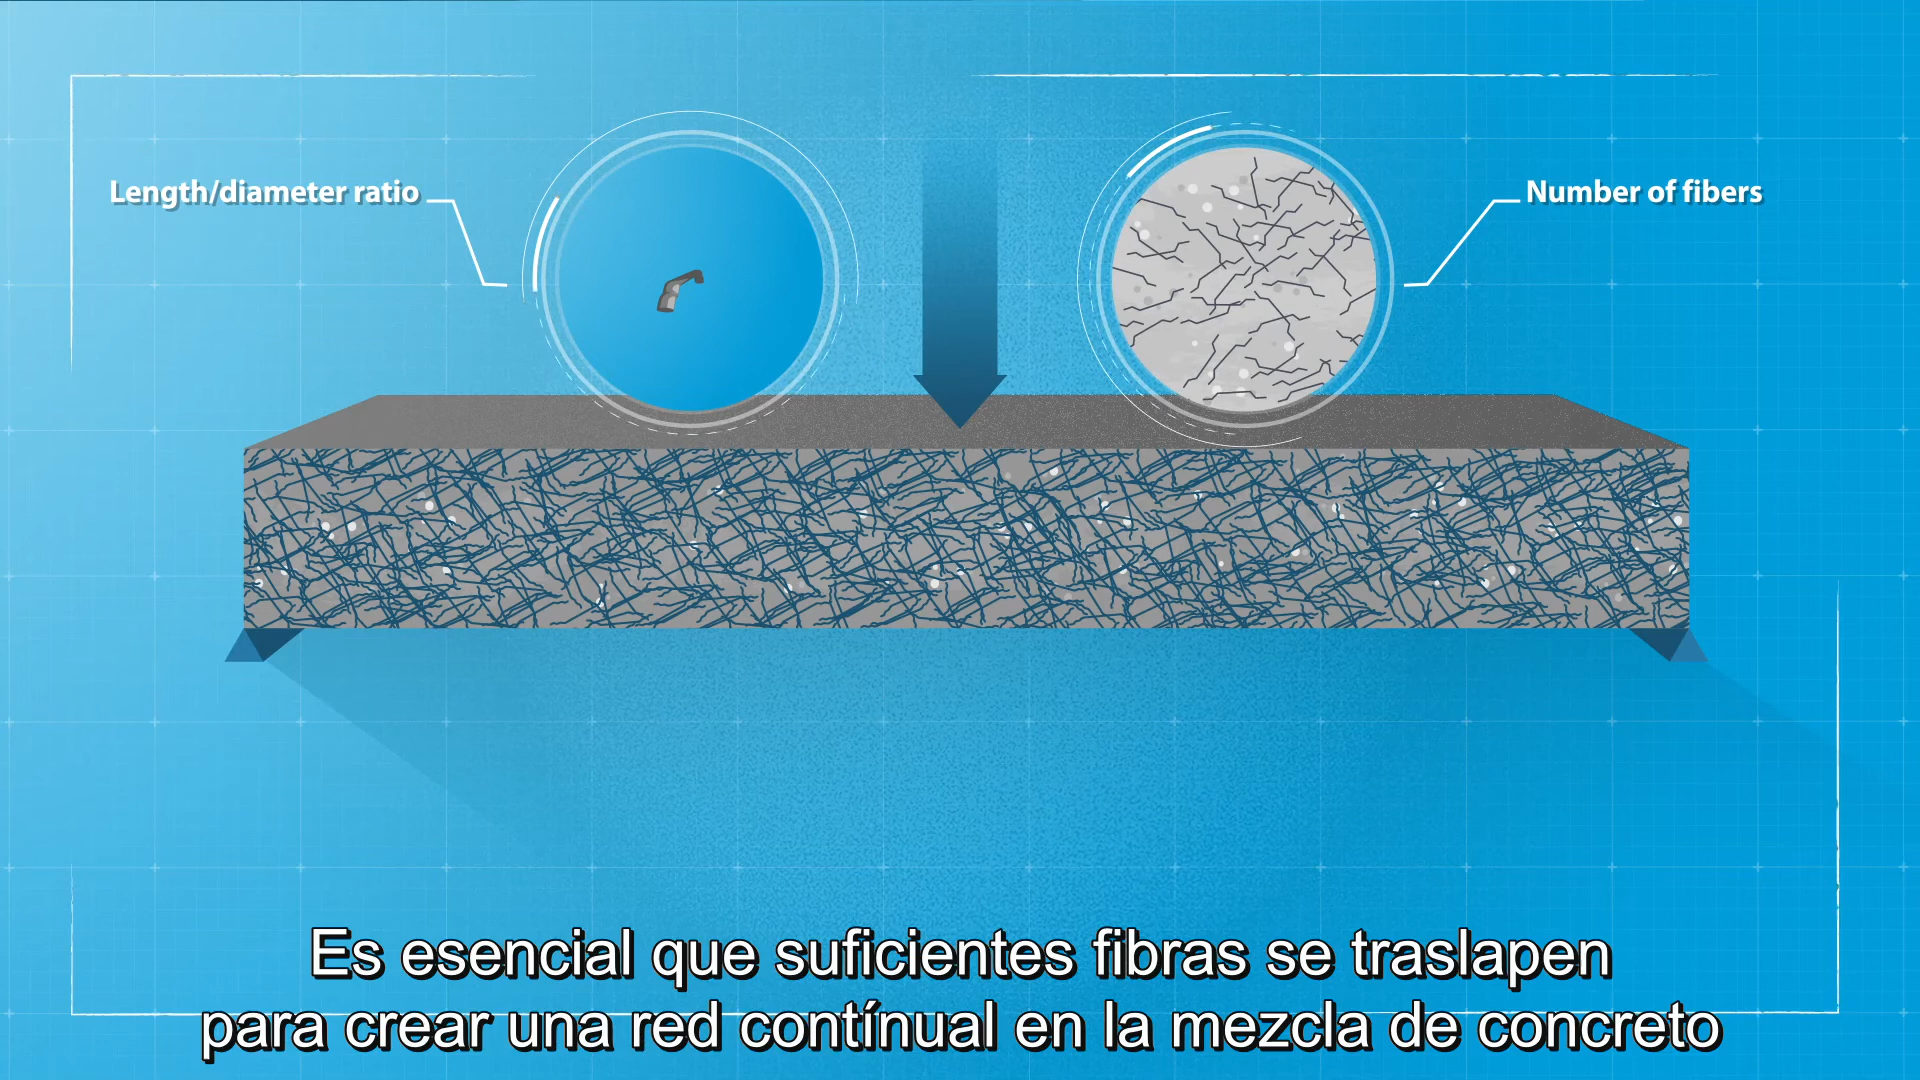 Length/diameter ratio
Number of fibers
Es esencial que suficientes fibras se traslapen
para crear una red contínual en la mezcla de concreto